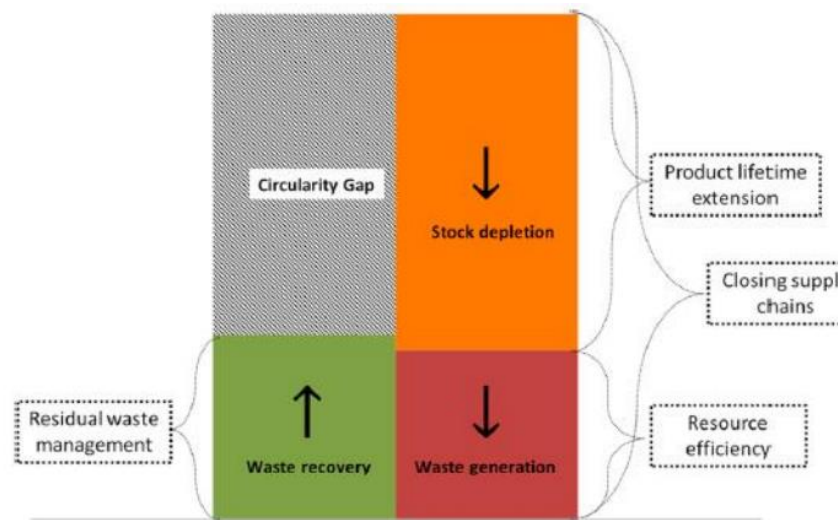 Circularity Gap
Stock depletion
Product lifetime
extension
Closing suppl
chains
Residual waste
management
Waste recovery
Waste generation
Resource
efficiency